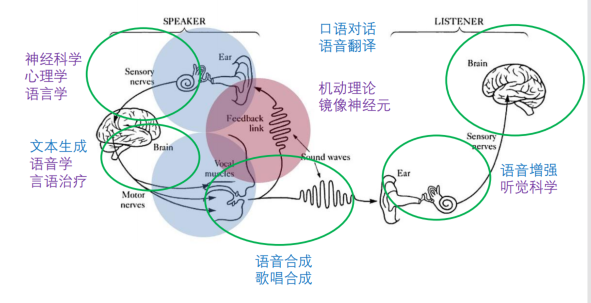 SPEAKER
LISTENER
口语对话
语音翻译
神经科学
心理学
语言学
Sensory
nerves
Ear
Brain
机动理论
镜像神经元
Feedback
link
文本生成
语音学
言语治疗
Brain
Sound waves
Sensory
nerves
Vocal
muscles
Ear
语音增强
听觉科学
Motor
nerves
语音合成
歌唱合成